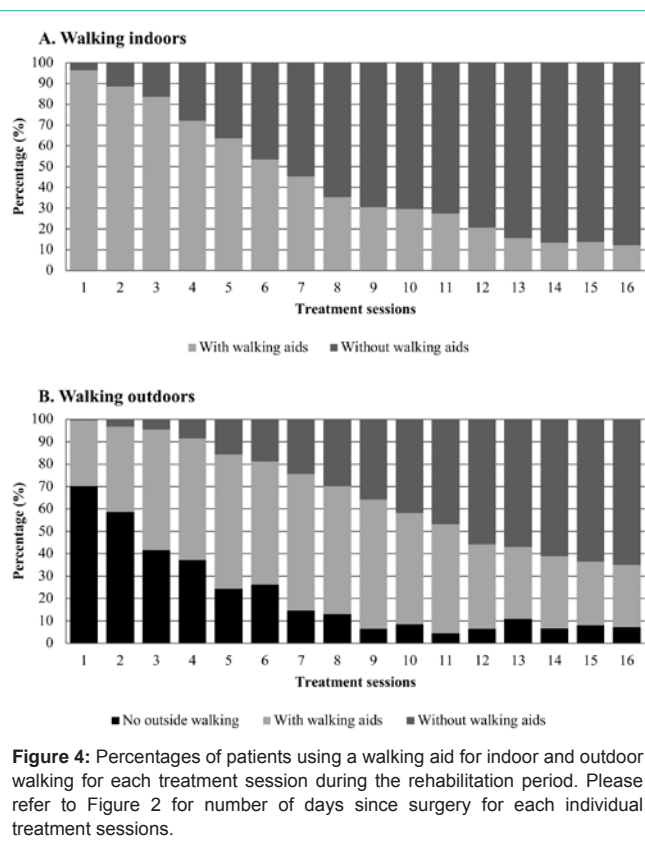 A. Walking indoors
100
90
80
70
60
50
40
30
20
10
0
Percentage (%)
1 2 3 4 5 6 7 8 9 10 11 12 13 14 15 16
Treatment sessions
With walking aids Without walking aids
B. Walking outdoors
100
90
80
70
60
50
40
30
20
10
0
Percentage (%)
1 2 3 4 5 6 7 8 9 10 11 12 13 14 15 16
Treatment sessions
No outside walking With walking aids Without walking aids
Figure 4: Percentages of patients using a walking aid for indoor and outdoor
walking for each treatment session during the rehabilitation period. Please
refer to Figure 2 for number of days since surgery for each individual
treatment sessions.